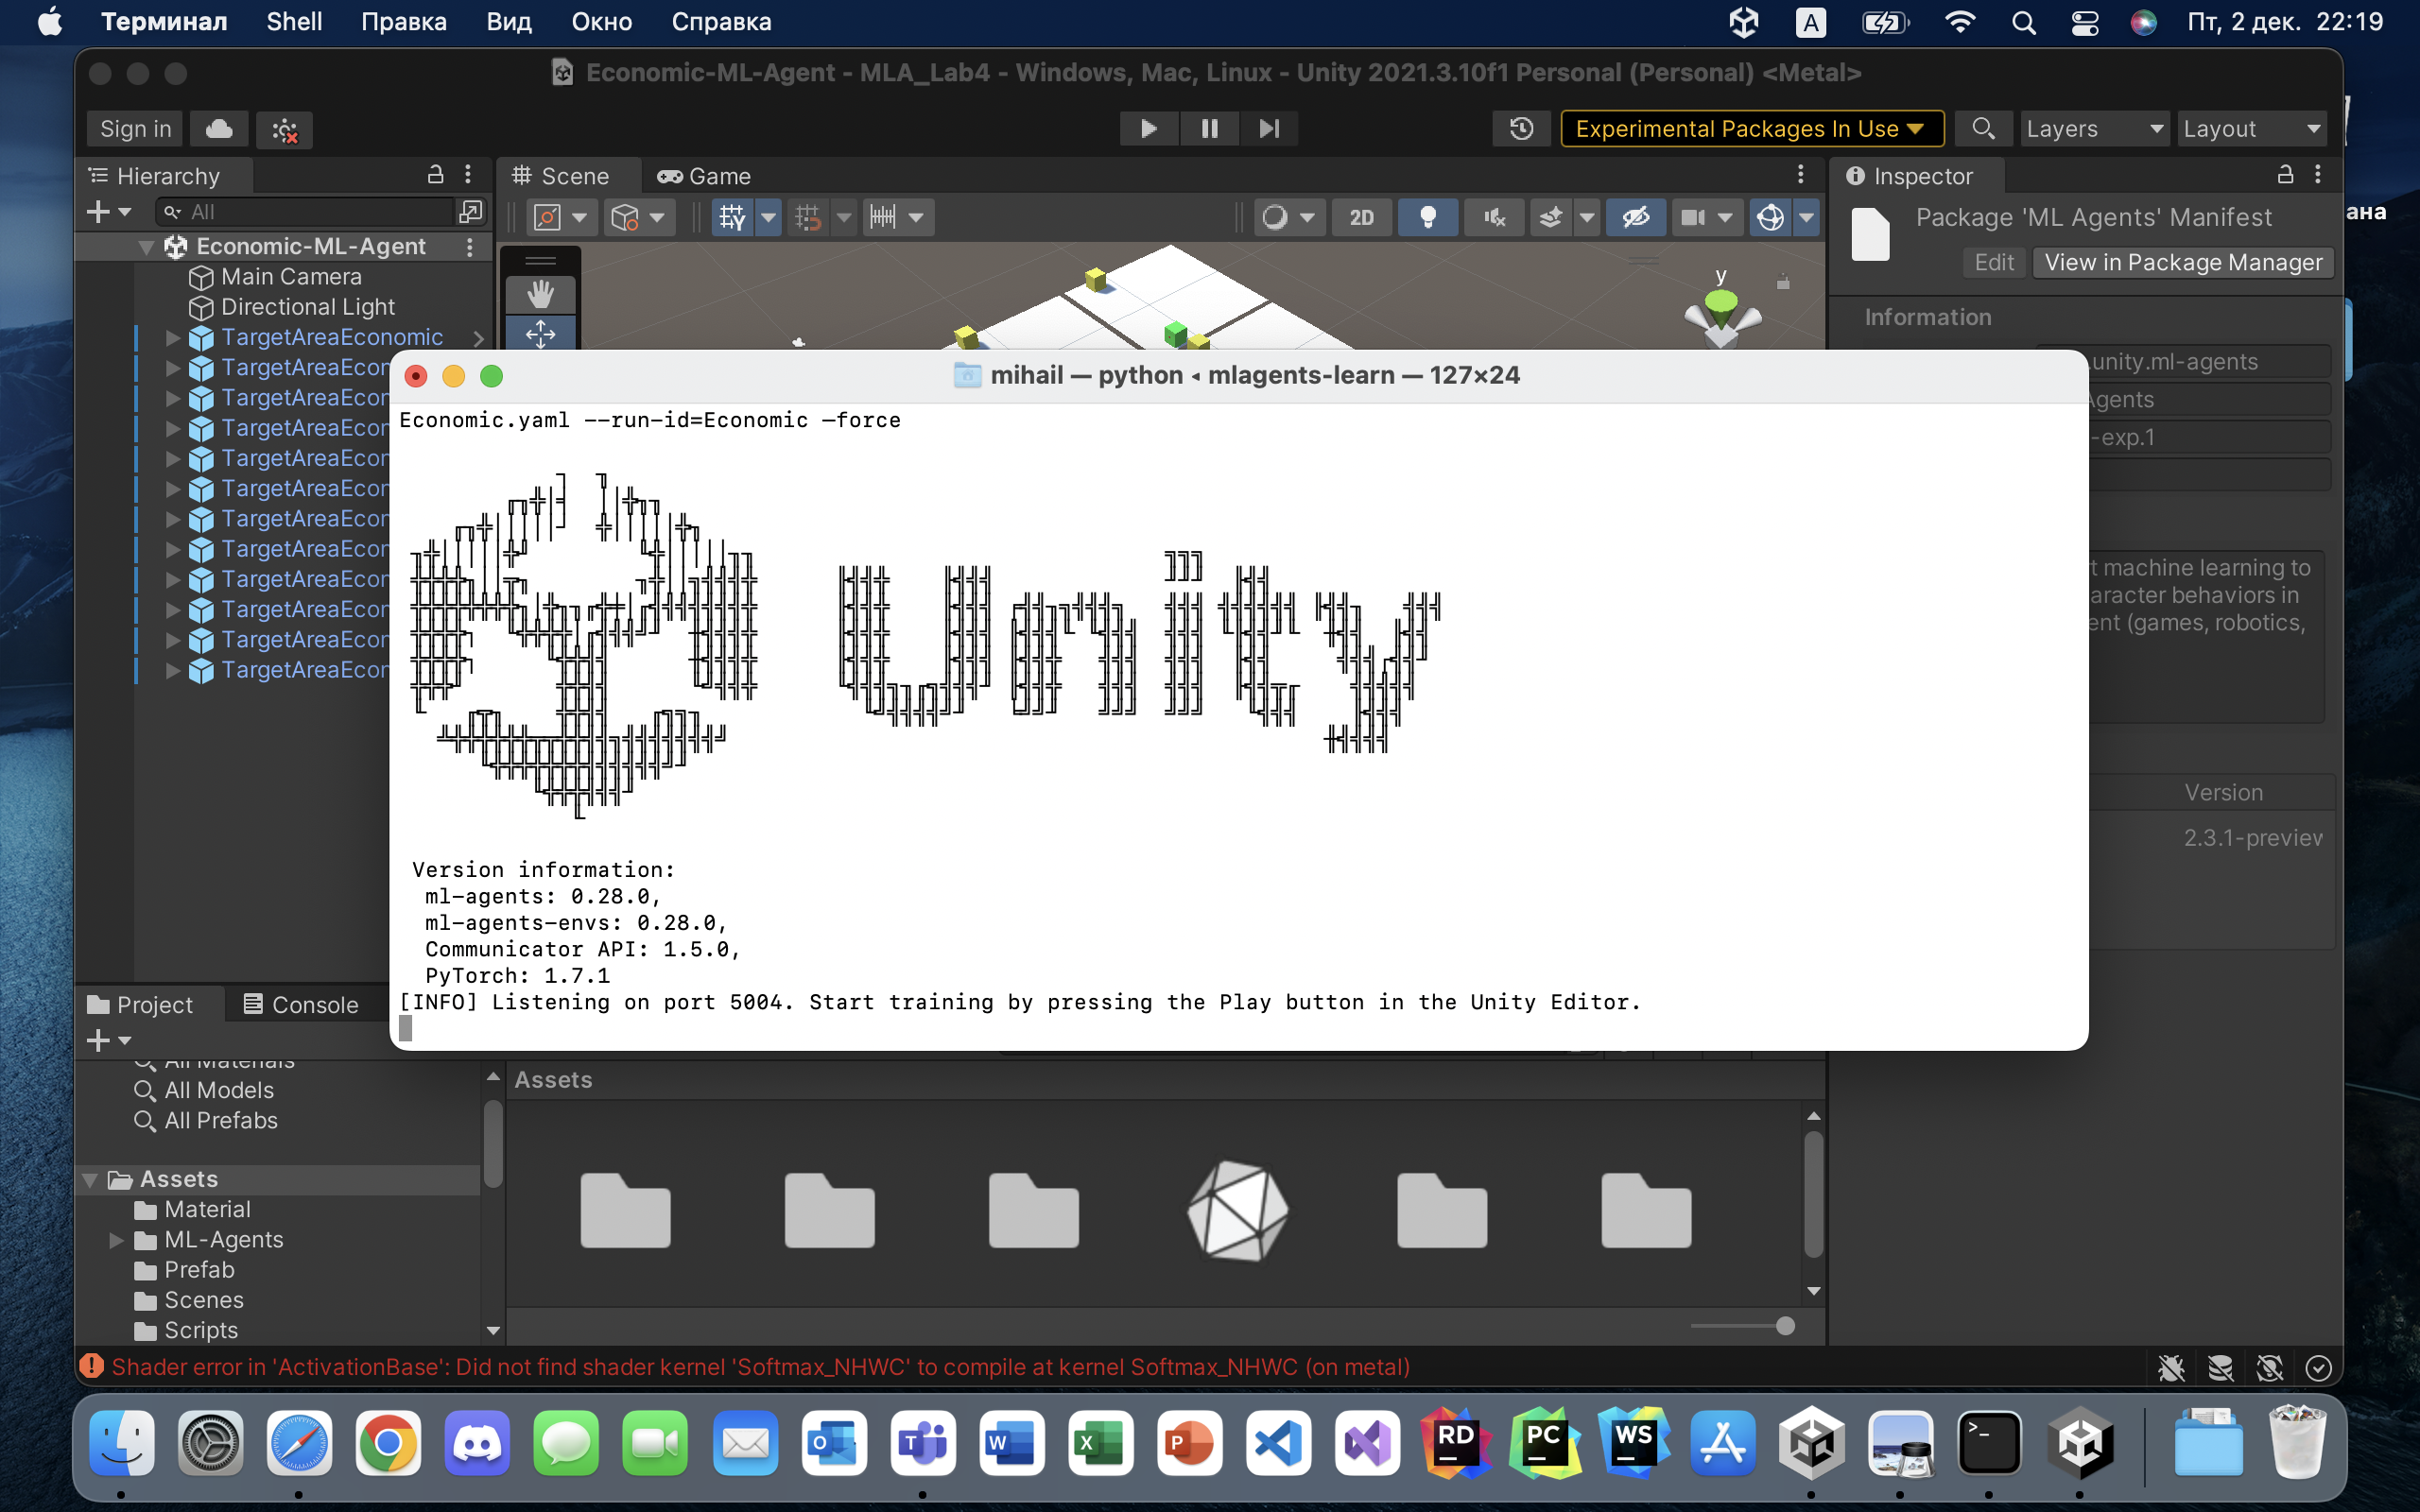 Терминал Shell Правка Вид Окно Справка A Пт, 2 дек. 22:19
Economic-ML-Agent - MLA_Lab4 - Windows, Mac, Linux - Unity 2021.3.10f1 Personal (Personal) <Metal>
Sign in Experimental Packages In Use Layers Layout
Hierarchy Scene Game Inspector
All 2D Package 'ML Agents' Manifest
ана
Economic-ML-Agent Edit View in Package Manager
Main Camera
Directional Light Information
y
TargetAreaEconomic
TargetAreaEcon
TargetAreaEcon
TargetAreaEcon
TargetAreaEcon
TargetAreaEcon
TargetAreaEcon
TargetAreaEcon
TargetAreaEcon
TargetAreaEcon
TargetAreaEcon
TargetAreaEcon
mihail — python ◂ mlagents-learn — 127×24
Economic.yaml --run-id=Economic —force
Unity
Version information:
ml-agents: 0.28.0,
ml-agents-envs: 0.28.0,
Communicator API: 1.5.0,
PyTorch: 1.7.1
[INFO] Listening on port 5004. Start training by pressing the Play button in the Unity Editor.
.unity.ml-agents
Agents
-exp.1
t machine learning to
aracter behaviors in
ent (games, robotics,
Version
2.3.1-preview
Project Console
All Materials
All Models
All Prefabs
Assets
Material
ML-Agents
Prefab
Scenes
Scripts
Assets
Shader error in 'ActivationBase': Did not find shader kernel 'Softmax_NHWC' to compile at kernel Softmax_NHWC (on metal)
O T W X P RD PC WS >_